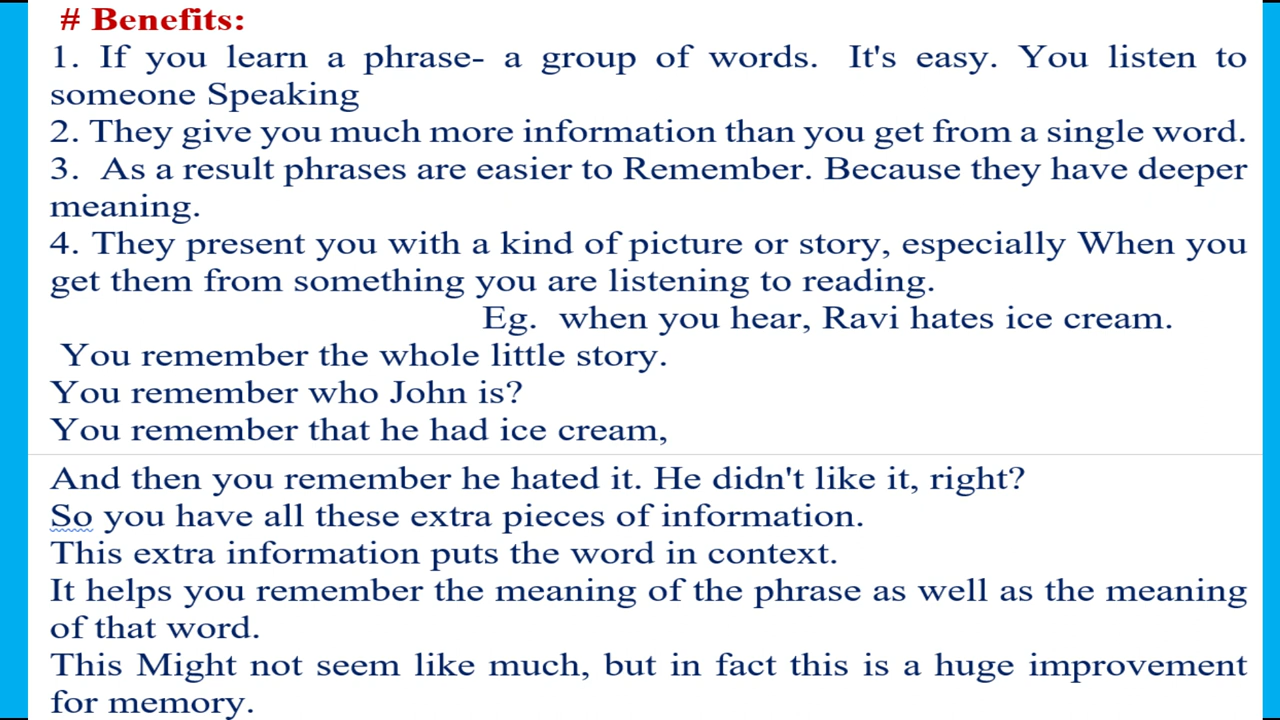 # Benefits:
1. If you learn a phrase- a group of words. It's easy. You listen to
someone Speaking
2. They give you much more information than you get from a single word.
3. As a result phrases are easier to Remember. Because they have deeper
meaning.
4. They present you with a kind of picture or story, especially When you
get them from something you are listening to reading.
Eg. when you hear, Ravi hates ice cream.
You remember the whole little story.
You remember who John is?
You remember that he had ice cream,
And then you remember he hated it. He didn't like it, right?
So you have all these extra pieces of information.
This extra information puts the word in context.
It helps you remember the meaning of the phrase as well as the meaning
of that word.
This Might not seem like much, but in fact this is a huge improvement
for memory.